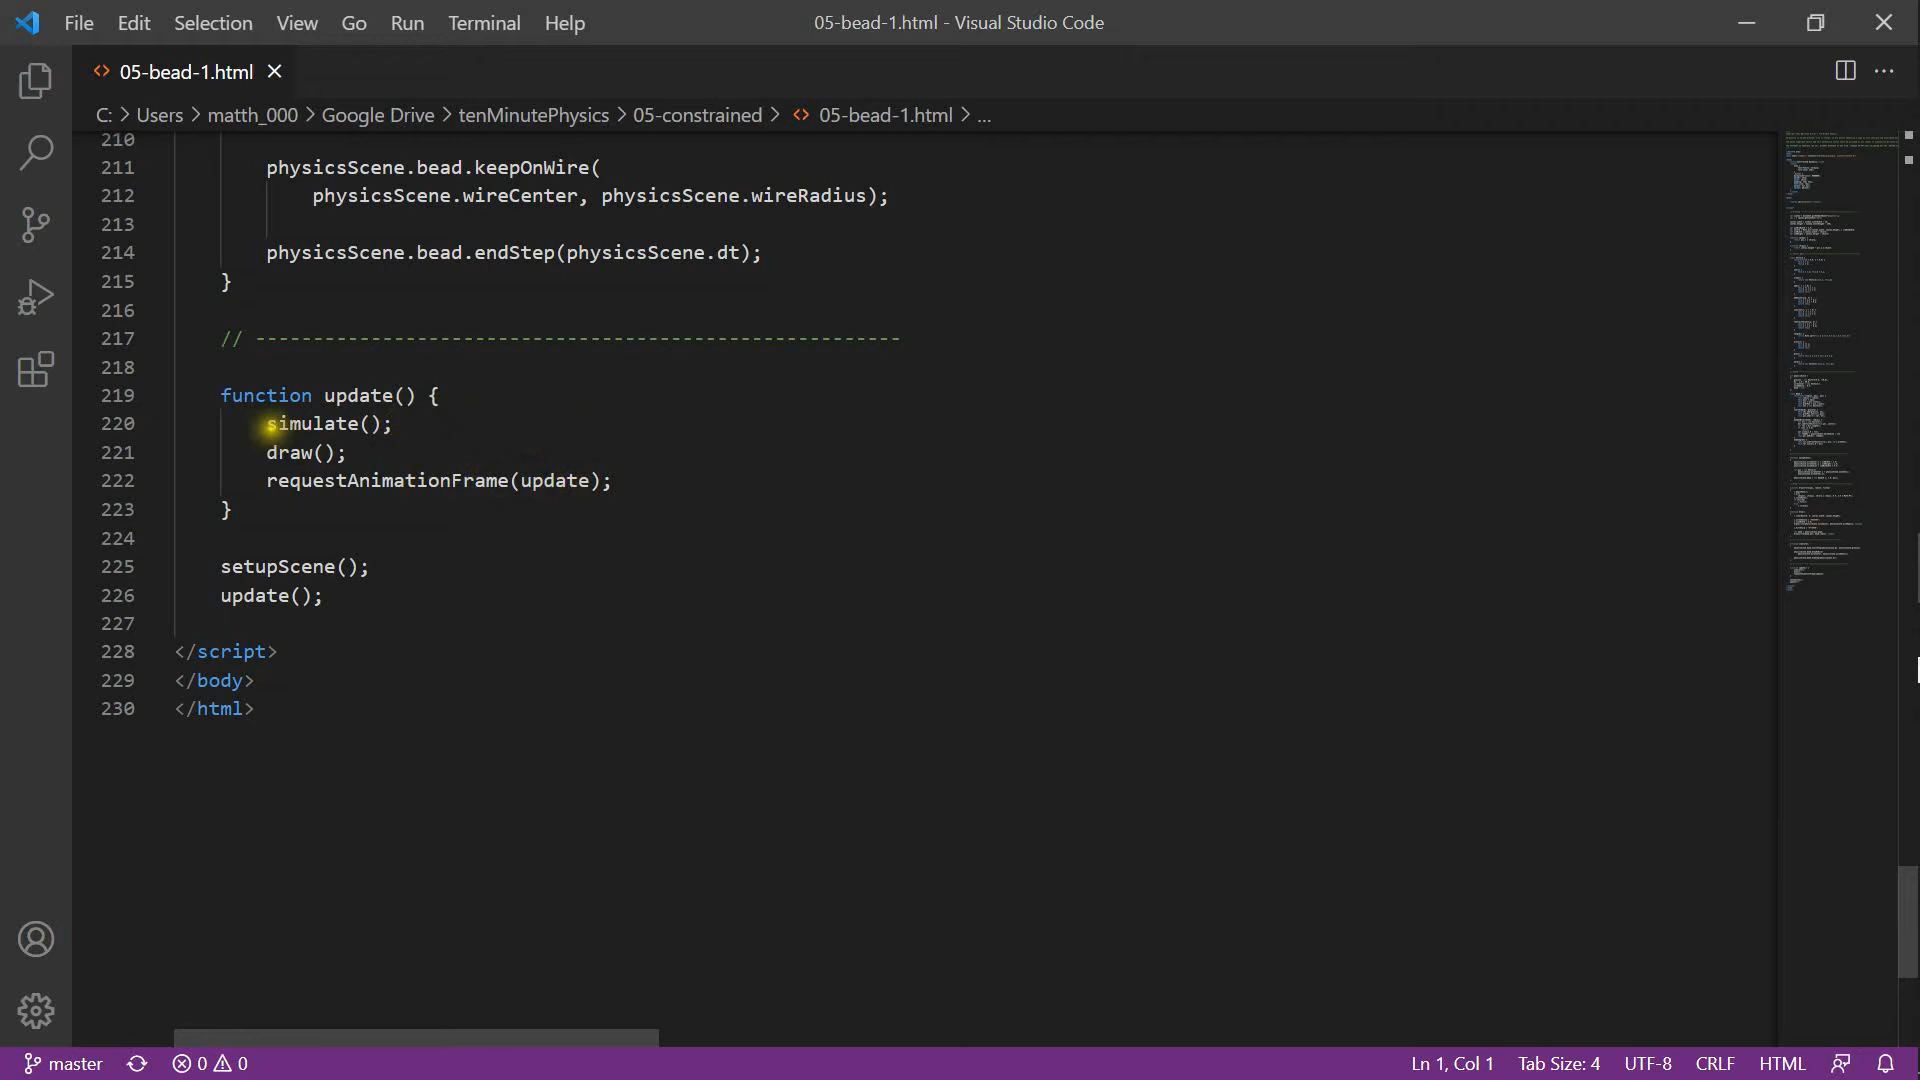 File Edit Selection View Go Run Terminal Help 05-bead-1.html - Visual Studio Code
05-bead-1.html
C: > Users > matth_000 > Google Drive > tenMinutePhysics > 05-constrained > 05-bead-1.html > ...
210
211 physicsScene.bead.keepOnWire(
212 physicsScene.wireCenter, physicsScene.wireRadius);
213
214 physicsScene.bead.endStep(physicsScene.dt);
215 }
216
217 // --------------------------------------------------------
218
219 function update() {
220 simulate();
221 draw();
222 requestAnimationFrame(update);
223 }
224
225 setupScene();
226 update();
227
228 </script>
229 </body>
230 </html>
master 0 0 Ln 1, Col 1 Tab Size: 4 UTF-8 CRLF HTML